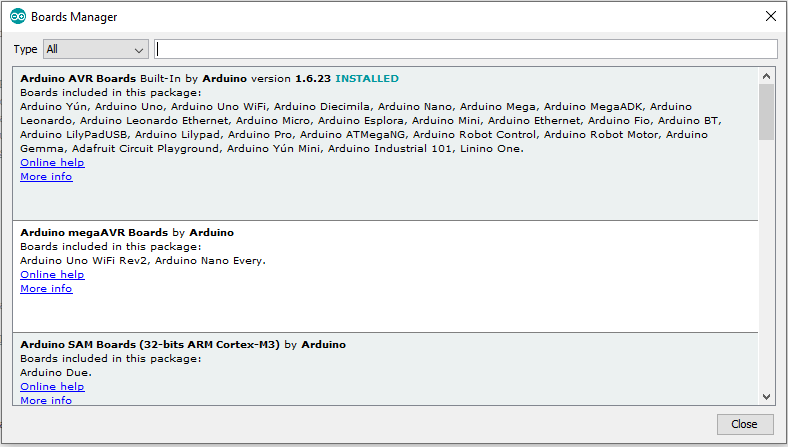 Boards Manager
Type All
Arduino AVR Boards Built-In by Arduino version 1.6.23 INSTALLED
Boards included in this package:
Arduino Yún, Arduino Uno, Arduino Uno WiFi, Arduino Diecimila, Arduino Nano, Arduino Mega, Arduino MegaADK, Arduino
Leonardo, Arduino Leonardo Ethernet, Arduino Micro, Arduino Esplora, Arduino Mini, Arduino Ethernet, Arduino Fio, Arduino BT,
Arduino LilyPadUSB, Arduino Lilypad, Arduino Pro, Arduino ATMegaNG, Arduino Robot Control, Arduino Robot Motor, Arduino
Gemma, Adafruit Circuit Playground, Arduino Yún Mini, Arduino Industrial 101, Linino One.
Online help
More info
Arduino megaAVR Boards by Arduino
Boards included in this package:
Arduino Uno WiFi Rev2, Arduino Nano Every.
Online help
More info
Arduino SAM Boards (32-bits ARM Cortex-M3) by Arduino
Boards included in this package:
Arduino Due.
Online help
More info
Close